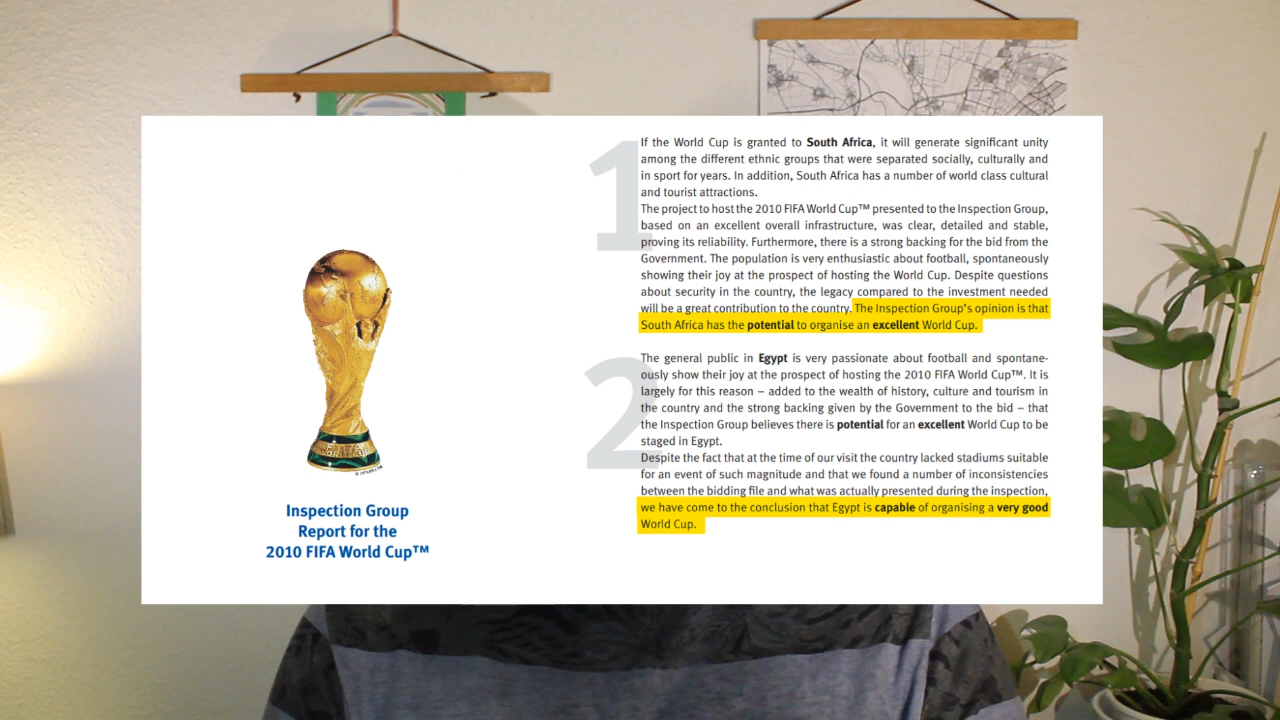 1
If the World Cup is granted to South Africa, it will generate significant unity
among the different ethnic groups that were separated socially, culturally and
in sport for years. In addition, South Africa has a number of world class cultural
and tourist attractions.
The project to host the 2010 FIFA World Cup™ presented to the Inspection Group,
based on an excellent overall infrastructure, was clear, detailed and stable,
proving its reliability. Furthermore, there is a strong backing for the bid from the
Government. The population is very enthusiastic about football, spontaneously
showing their joy at the prospect of hosting the World Cup. Despite questions
about security in the country, the legacy compared to the investment needed
will be a great contribution to the country. The Inspection Group's opinion is that
South Africa has the potential to organise an excellent World Cup.
2
The general public in Egypt is very passionate about football and spontane-
ously show their joy at the prospect of hosting the 2010 FIFA World Cup™. It is
largely for this reason – added to the wealth of history, culture and tourism in
the country and the strong backing given by the Government to the bid – that
the Inspection Group believes there is potential for an excellent World Cup to be
staged in Egypt.
Despite the fact that at the time of our visit the country lacked stadiums suitable
for an event of such magnitude and that we found a number of inconsistencies
between the bidding file and what was actually presented during the inspection,
we have come to the conclusion that Egypt is capable of organising a very good
World Cup.
FIFA
WORLD CUP
Inspection Group
Report for the
2010 FIFA World Cup™